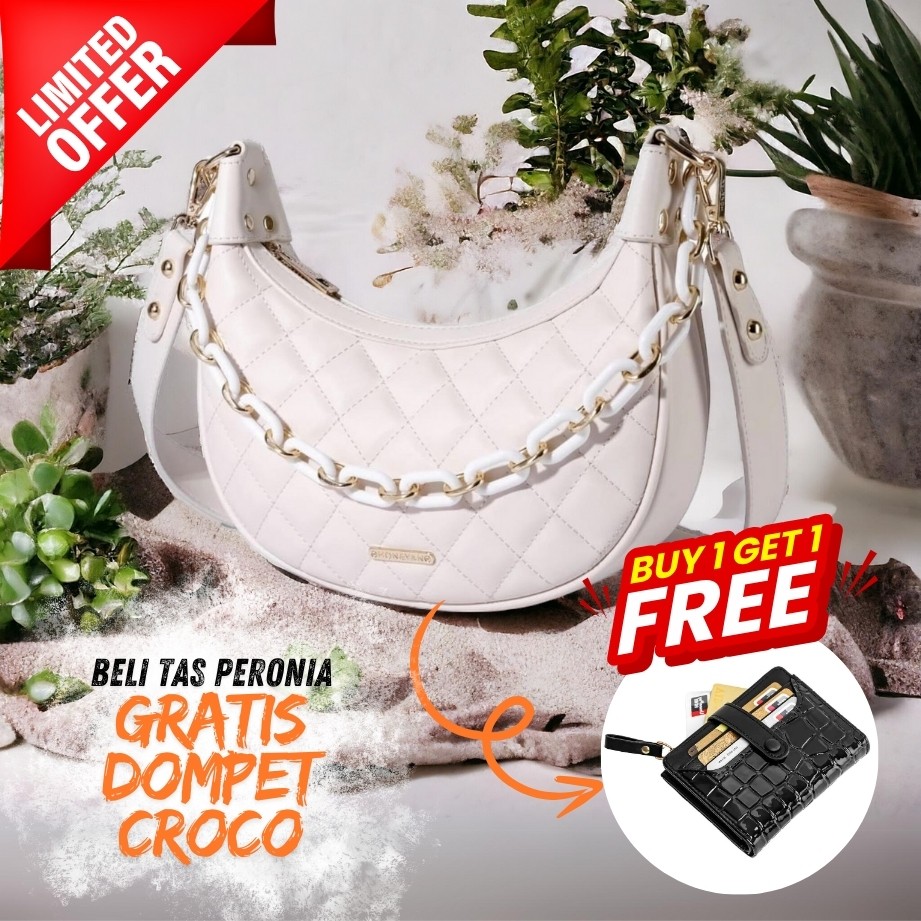 LIMITED
OFFER
BUY 1 GET 1
FREE
BELI TAS PERONIA
GRATIS
DOMPET
CROCO